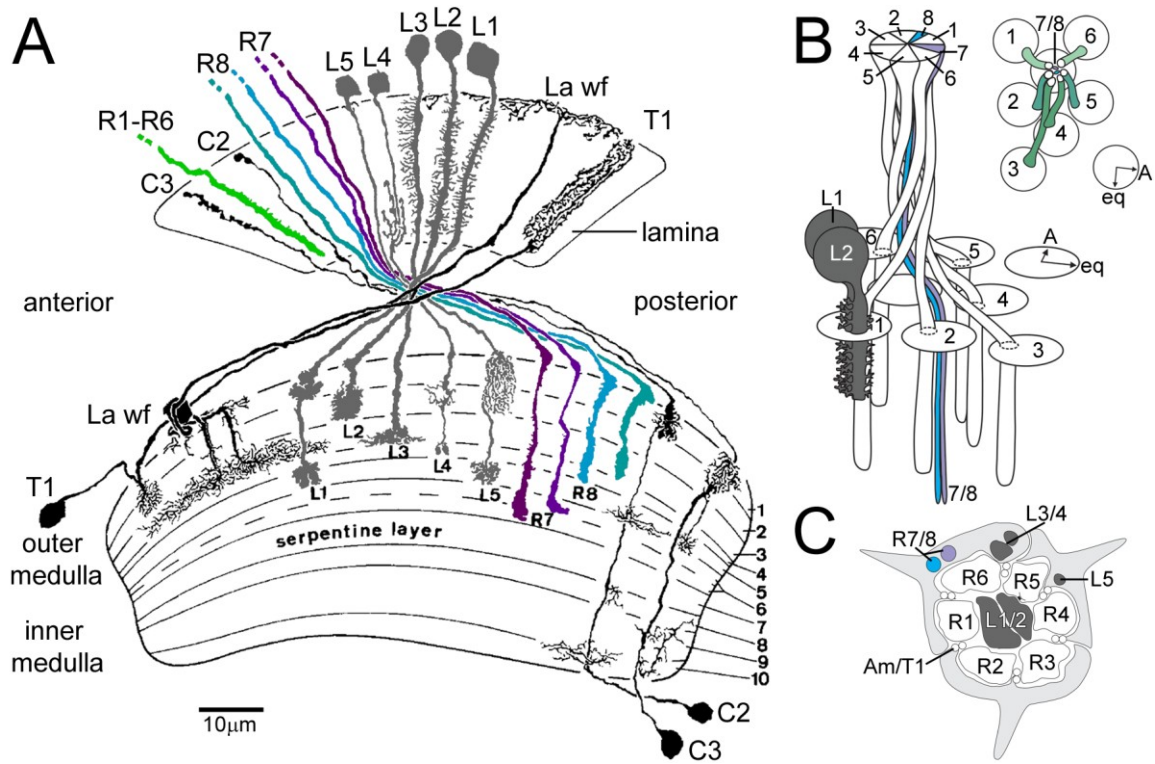 A
L3 L2 L1
R7
L5 L4
R8
La wf
T1
R1-R6
C2
C3
lamina
anterior
posterior
La wf
T1
L1
L2
L3
L4
L5
R7
R8
serpentine layer
outer
medulla
inner
medulla
1
2
3
4
5
6
7
8
9
10
10μm
C2
C3
B
2
8
3
1
4
7
5
6
7/8
1
6
2
5
4
3
A
eq
L1
L2
6
5
A
eq
4
1
2
3
7/8
C
L3/4
R7/8
L5
R6
R5
R1
L1/2
R4
Am/T1
R2
R3